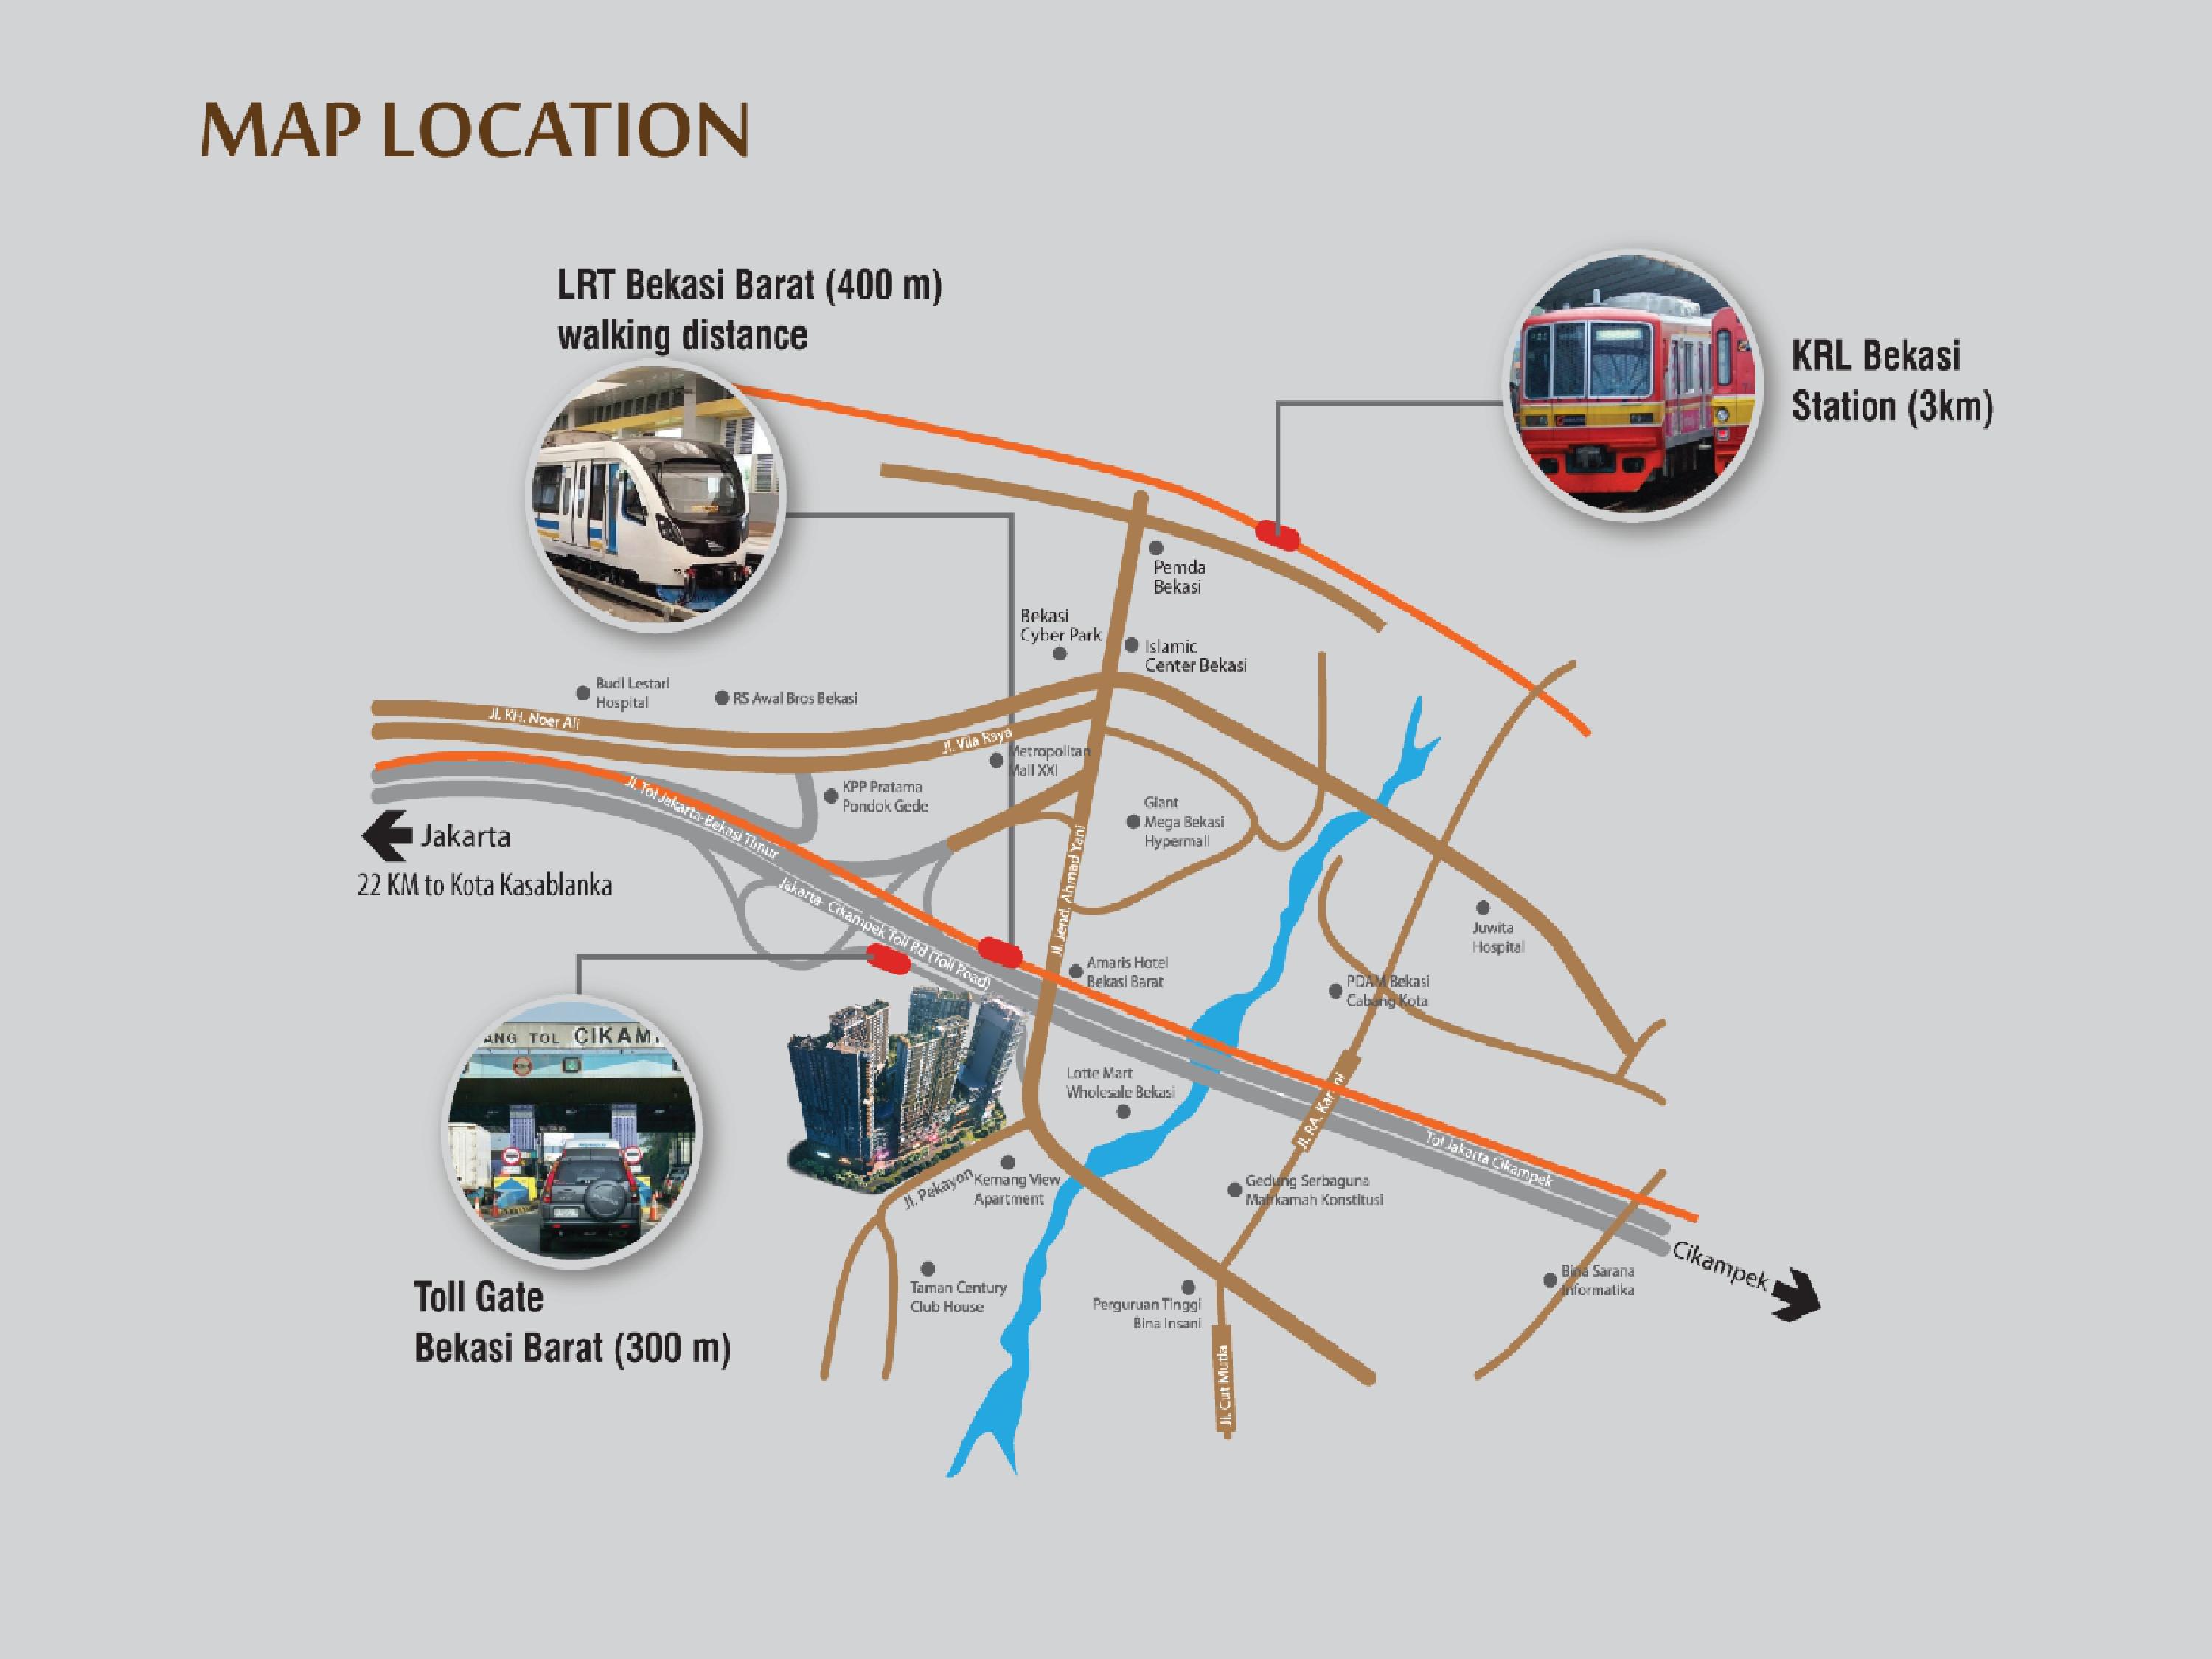 MAP LOCATION
LRT Bekasi Barat (400 m)
walking distance
KRL Bekasi
Station (3km)
Pemda
Bekasi
Bekasi
Cyber Park
Islamic
Center Bekasi
Budi Lestari
Hospital
RS Awal Bros Bekasi
Jl. KH. Noer Ali
Jl. Vila Raya
Metropolitan
Mall XXI
Jl. Tol Jakarta-Bekasi Timur
KPP Pratama
Pondok Gede
Giant
Mega Bekasi
Hypermall
Jakarta
22 KM to Kota Kasablanka
Jakarta- Cikampek Toll Rd (Toll Road)
Jl. Jend. Ahmad Yani
Juwita
Hospital
Amaris Hotel
Bekasi Barat
PDAM Bekasi
Cabang Kota
ANG TOL CIKAM
Lotte Mart
Wholesale Bekasi
Jl. RA. Kartini
Tol Jakarta Cikampek
Jl. Pekayon
Kemang View
Apartment
Gedung Serbaguna
Mahkamah Konstitusi
Cikampek
Taman Century
Club House
Perguruan Tinggi
Bina Insani
Bina Sarana
Informatika
Jl. Cut Mutia
Toll Gate
Bekasi Barat (300 m)